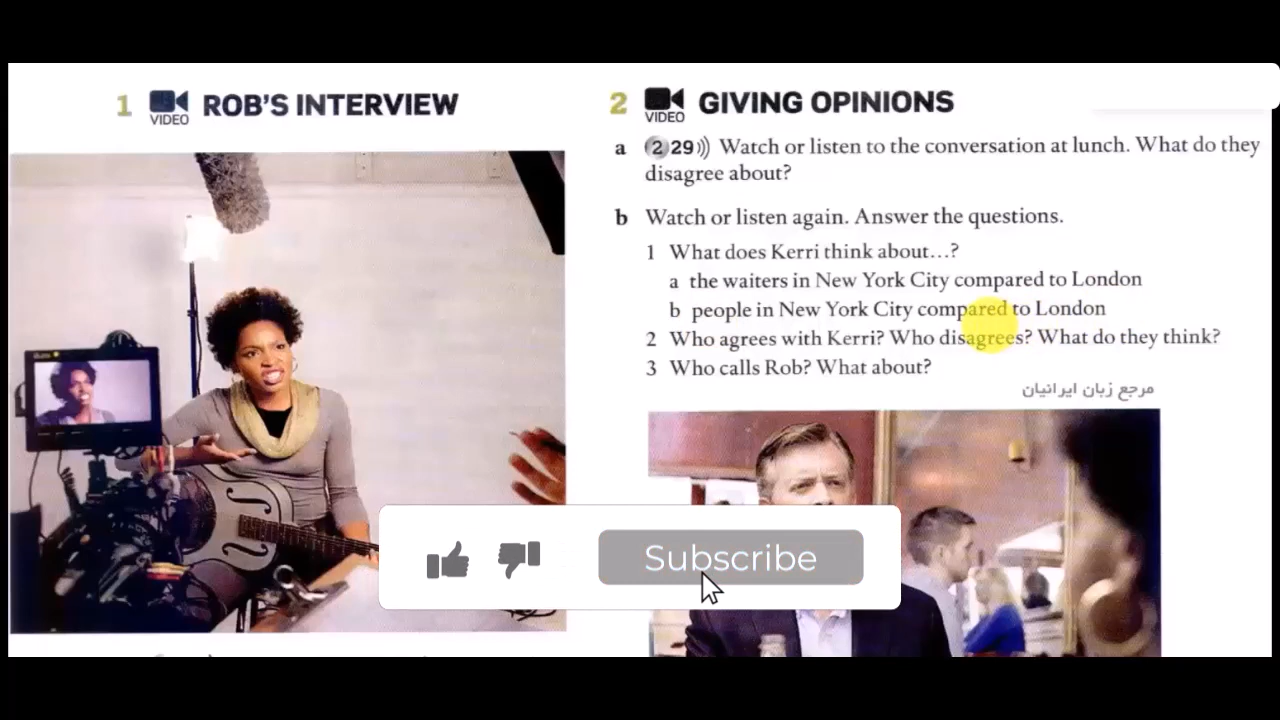 1 VIDEO ROB'S INTERVIEW
2 VIDEO GIVING OPINIONS
a 2 29 Watch or listen to the conversation at lunch. What do they
disagree about?
b Watch or listen again. Answer the questions.
1 What does Kerri think about...?
a the waiters in New York City compared to London
b people in New York City compared to London
2 Who agrees with Kerri? Who disagrees? What do they think?
3 Who calls Rob? What about?
مرجع زبان ایرانیان
Subscribe